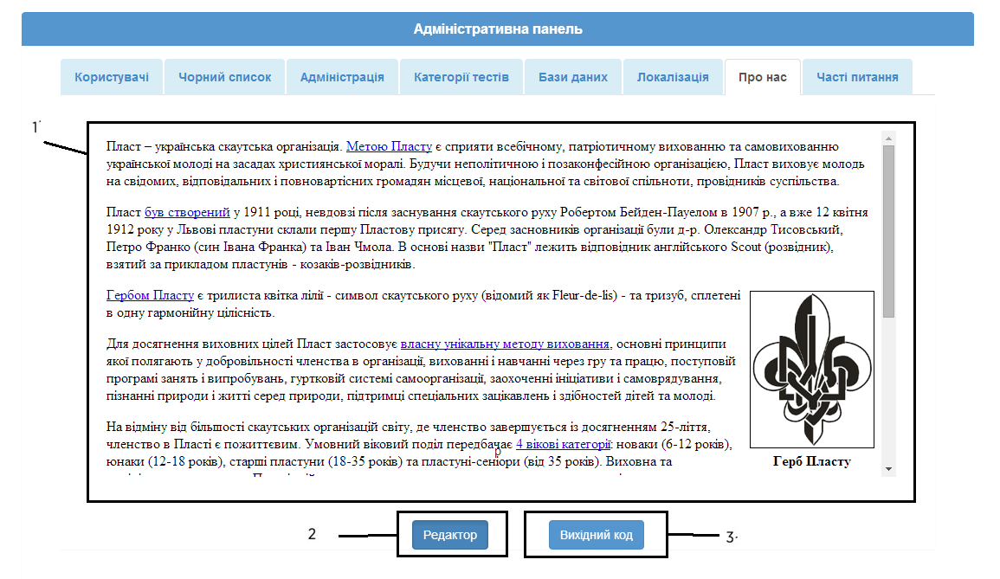 Адміністративна панель
Користувачі Чорний список Адміністрація Категорії тестів Бази даних Локалізація Про нас Часті питання
1
Пласт – українська скаутська організація. Метою Пласту є сприяти всебічному, патріотичному вихованню та самовихованню
української молоді на засадах християнської моралі. Будучи неполітичною і позаконфесійною організацією, Пласт виховує молодь
на свідомих, відповідальних і повновартісних громадян місцевої, національної та світової спільноти, провідників суспільства.
Пласт був створений у 1911 році, невдовзі після заснування скаутського руху Робертом Бейден-Пауелом в 1907 р., а вже 12 квітня
1912 року у Львові пластуни склали першу Пластову присягу. Серед засновників організації були д-р. Олександр Тисовський,
Петро Франко (син Івана Франка) та Іван Чмола. В основі назви "Пласт" лежить відповідник англійського Scout (розвідник),
взятий за прикладом пластунів - козаків-розвідників.
Гербом Пласту є трилиста квітка лілії - символ скаутського руху (відомий як Fleur-de-lis) - та тризуб, сплетені
в одну гармонійну цілісність.
Для досягнення виховних цілей Пласт застосовує власну унікальну методу виховання, основні принципи
якої полягають у добровільності членства в організації, вихованні і навчанні через гру та працю, поступовій
програмі занять і випробувань, гуртковій системі самоорганізації, заохоченні ініціативи і самоврядування,
пізнанні природи і житті серед природи, підтримці спеціальних зацікавлень і здібностей дітей та молоді.
На відміну від більшості скаутських організацій світу, де членство завершується із досягненням 25-ліття,
членство в Пласті є пожиттєвим. Умовний віковий поділ передбачає 4 вікові категорії: новаки (6-12 років),
р
юнаки (12-18 років), старші пластуни (18-35 років) та пластуни-сеніори (від 35 років). Виховна та
Герб Пласту
2 Редактор Вихідний код 3